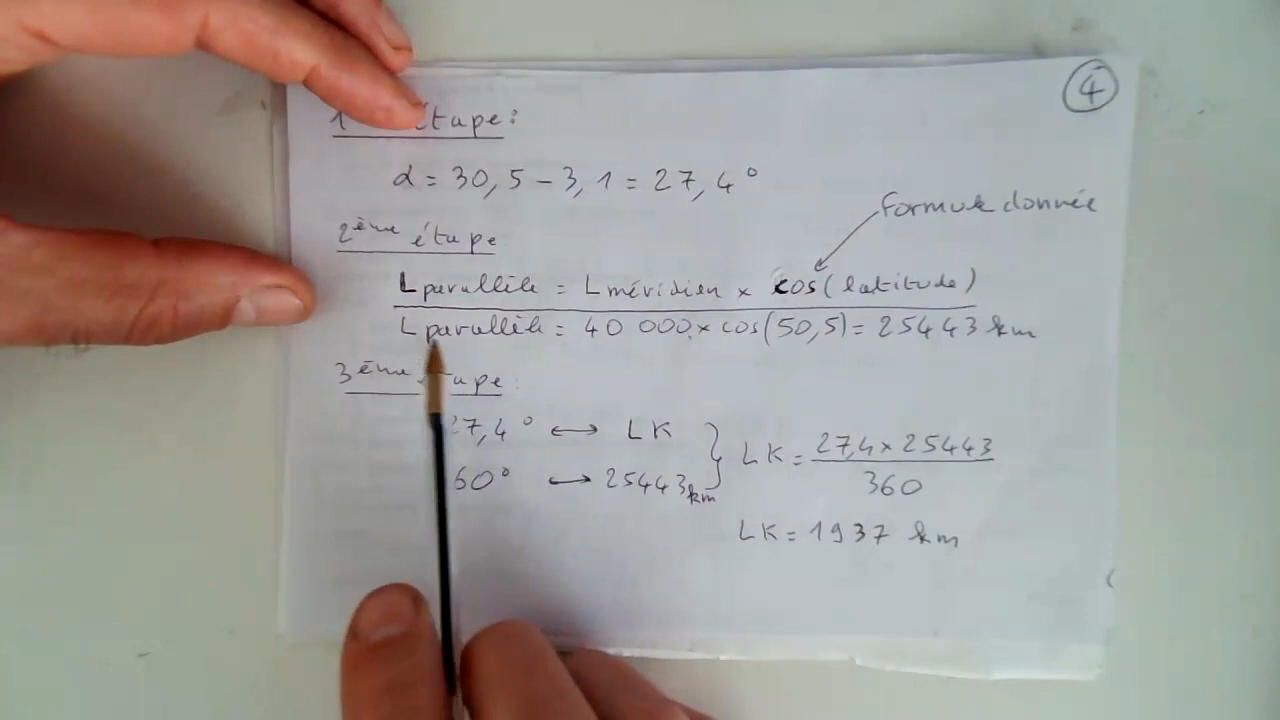 4
étape:
α = 30,5 - 3,1 = 27,4°
formule donnée
2ème étape
L parallèle = L méridien × cos(latitude)
L parallèle = 40 000 × cos(50,5) = 25443 km
3ème étape:
27,4° ↔ LK
60° ↔ 25443 km
LK = 27,4 × 25443
360
LK = 1937 km